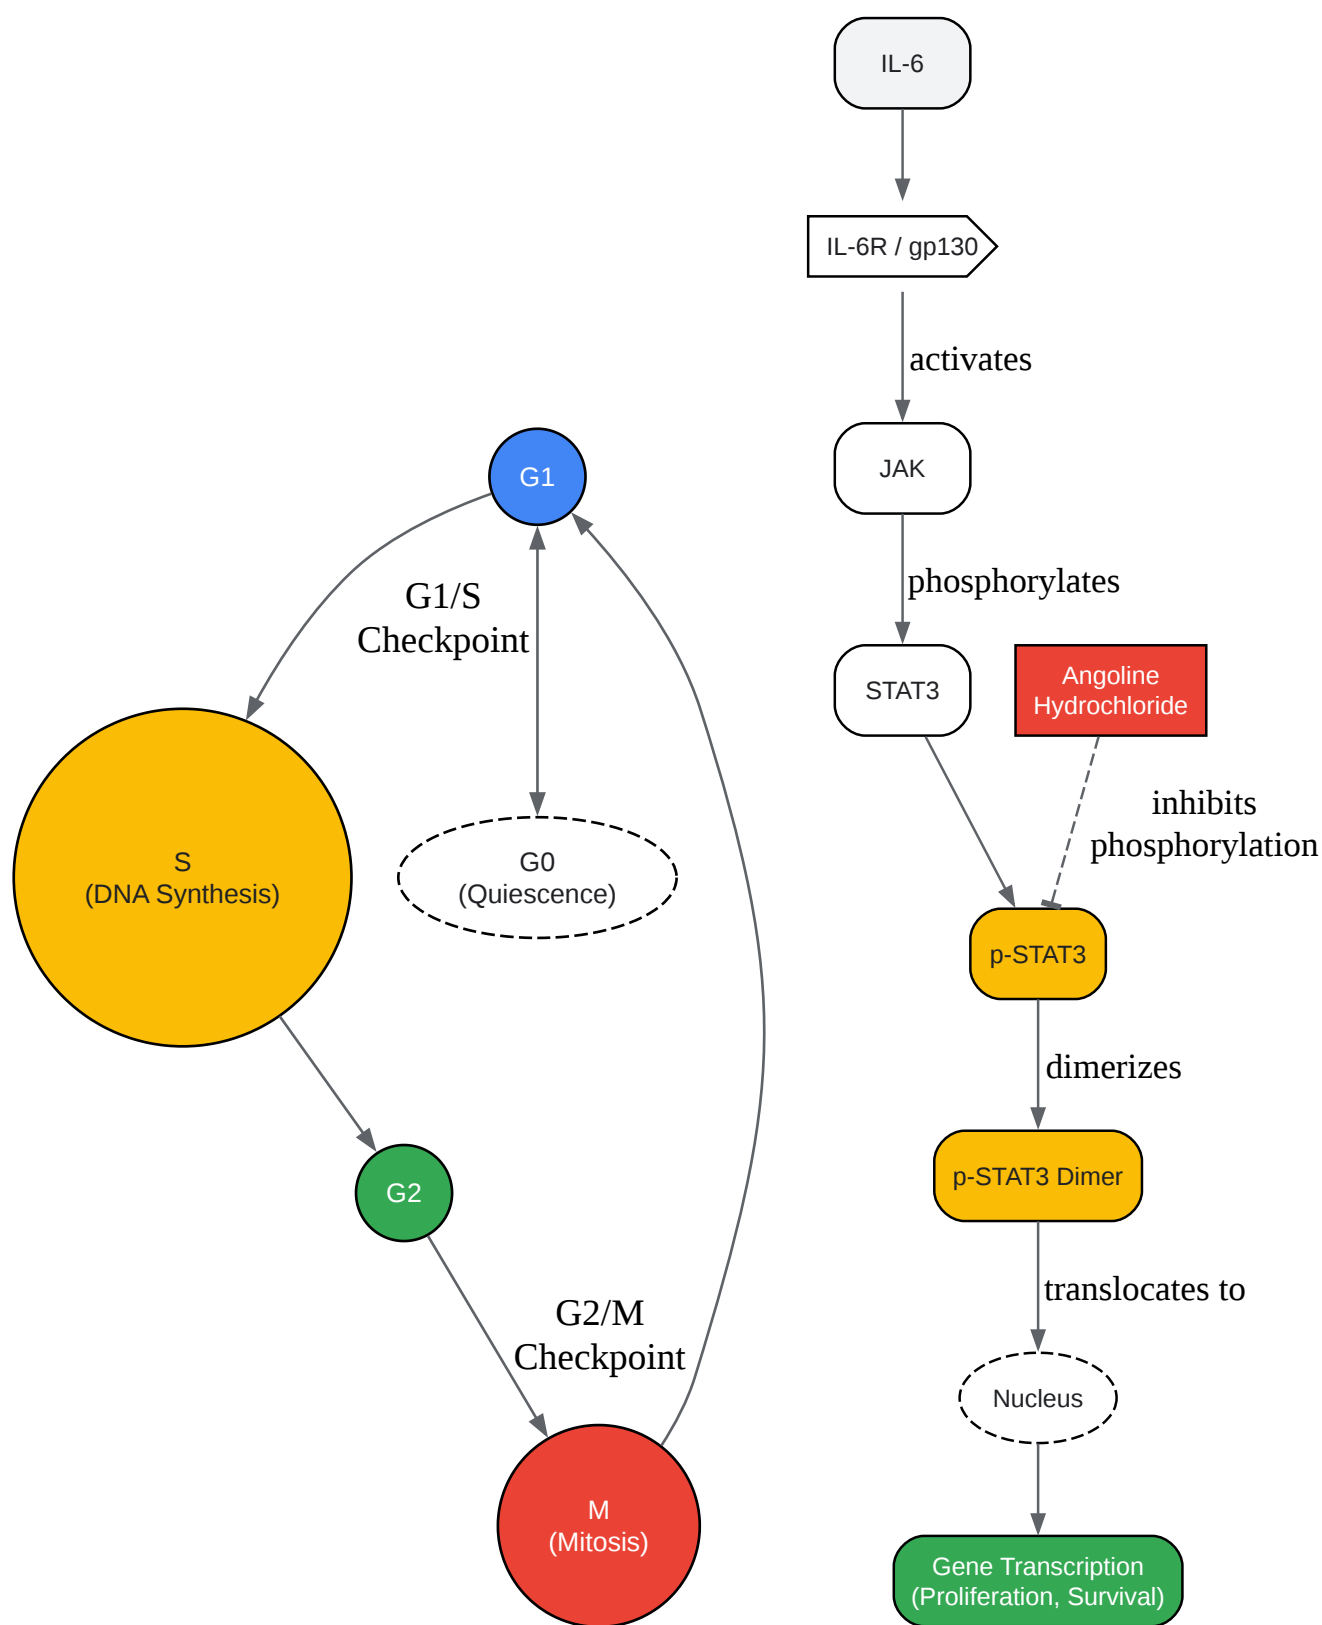 IL-6
IL-6R / gp130
activates
JAK
phosphorylates
STAT3
Angoline
Hydrochloride
inhibits
phosphorylation
p-STAT3
dimerizes
p-STAT3 Dimer
translocates to
Nucleus
Gene Transcription
(Proliferation, Survival)
G1
G1/S
Checkpoint
S
(DNA Synthesis)
G0
(Quiescence)
G2
G2/M
Checkpoint
M
(Mitosis)